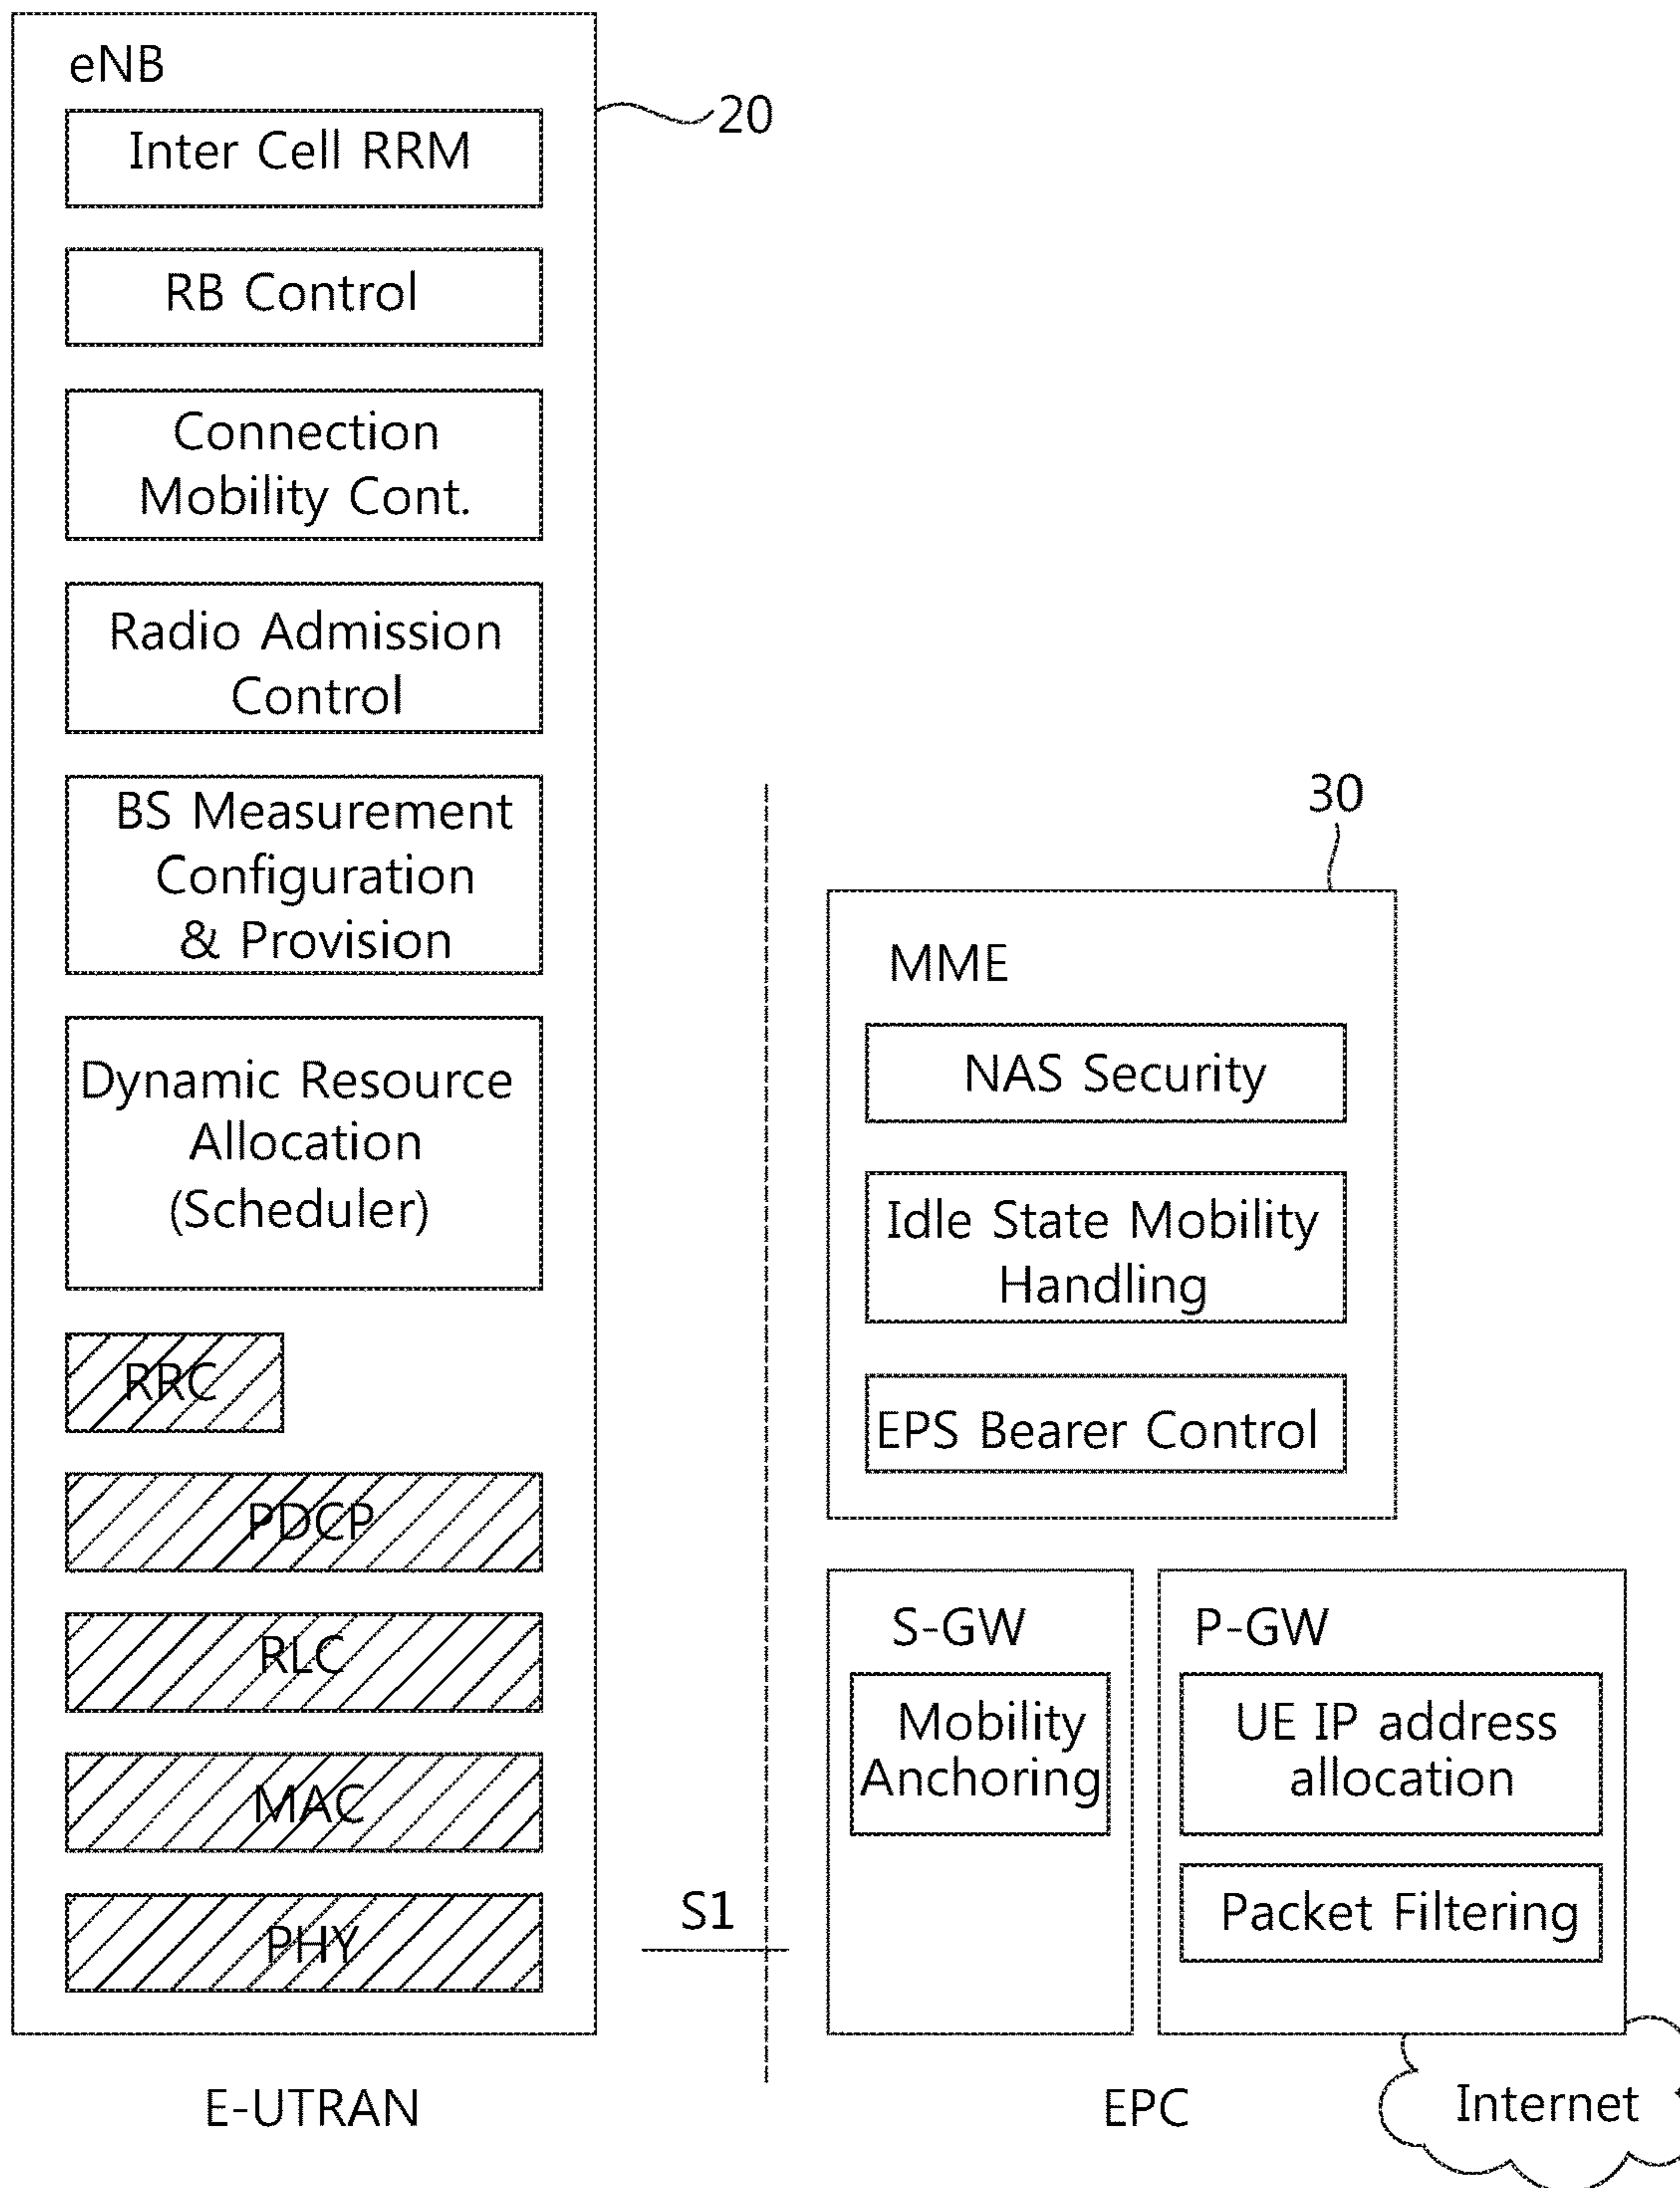 eNB
20
Inter Cell RRM
RB Control
Connection
Mobility Cont.
Radio Admission
Control
BS Measurement
Configuration
& Provision
Dynamic Resource
Allocation
(Scheduler)
RRC
PDCP
RLC
MAC
PHY
S1
E-UTRAN
30
MME
NAS Security
Idle State Mobility
Handling
EPS Bearer Control
S-GW
Mobility
Anchoring
P-GW
UE IP address
allocation
Packet Filtering
EPC
Internet